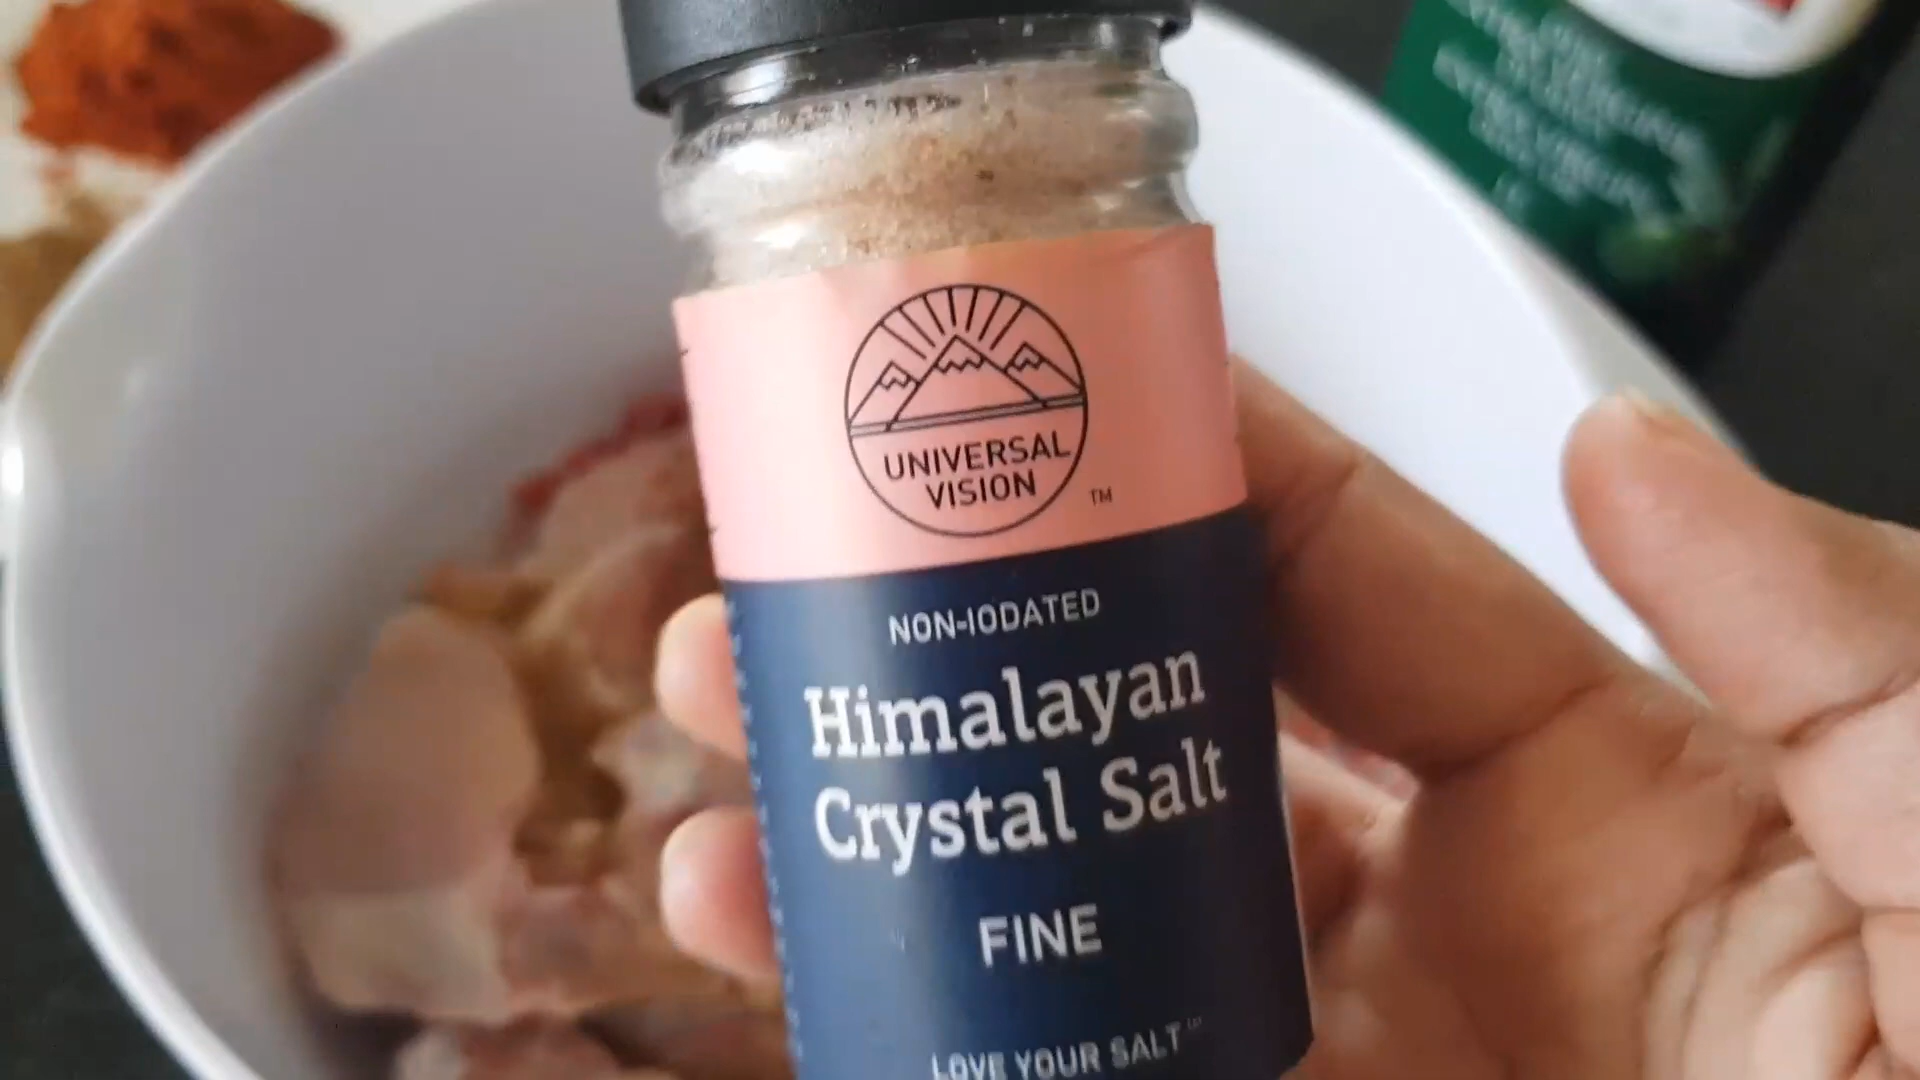 UNIVERSAL
VISION
TM
NON-IODATED
Himalayan
Crystal Salt
FINE
LOVE YOUR SALT